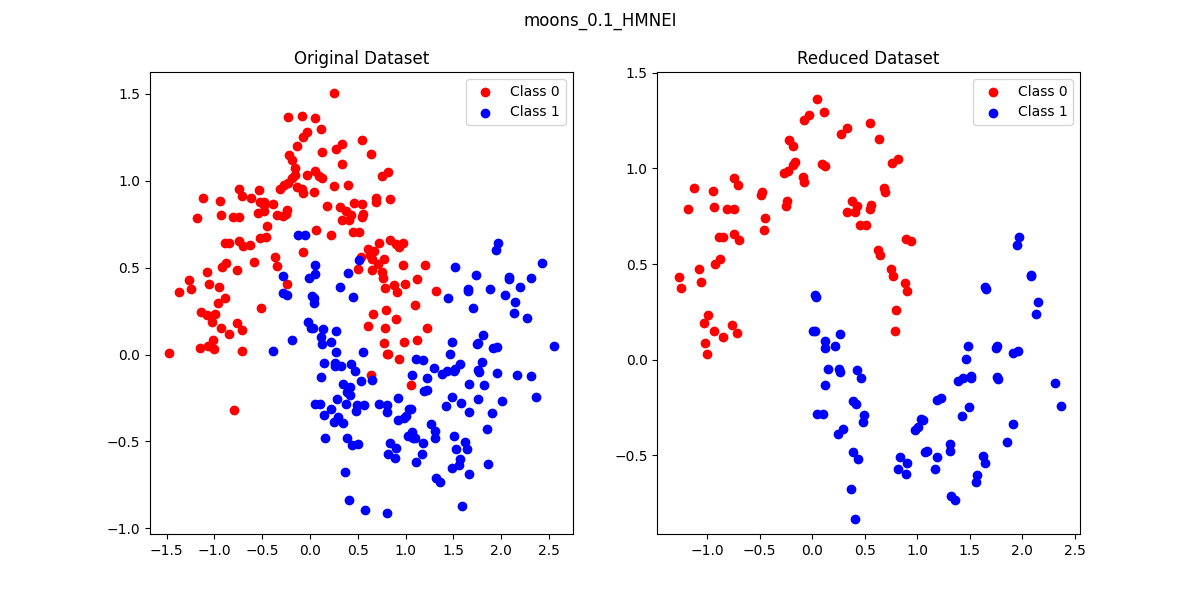 moons_0.1_HMNEI
Original Dataset
Reduced Dataset
Class 0
Class 1
Class 0
Class 1
1.5
1.0
0.5
0.0
−0.5
−1.0
−1.5 −1.0 −0.5 0.0 0.5 1.0 1.5 2.0 2.5
1.5
1.0
0.5
0.0
−0.5
−1.0 −0.5 0.0 0.5 1.0 1.5 2.0 2.5